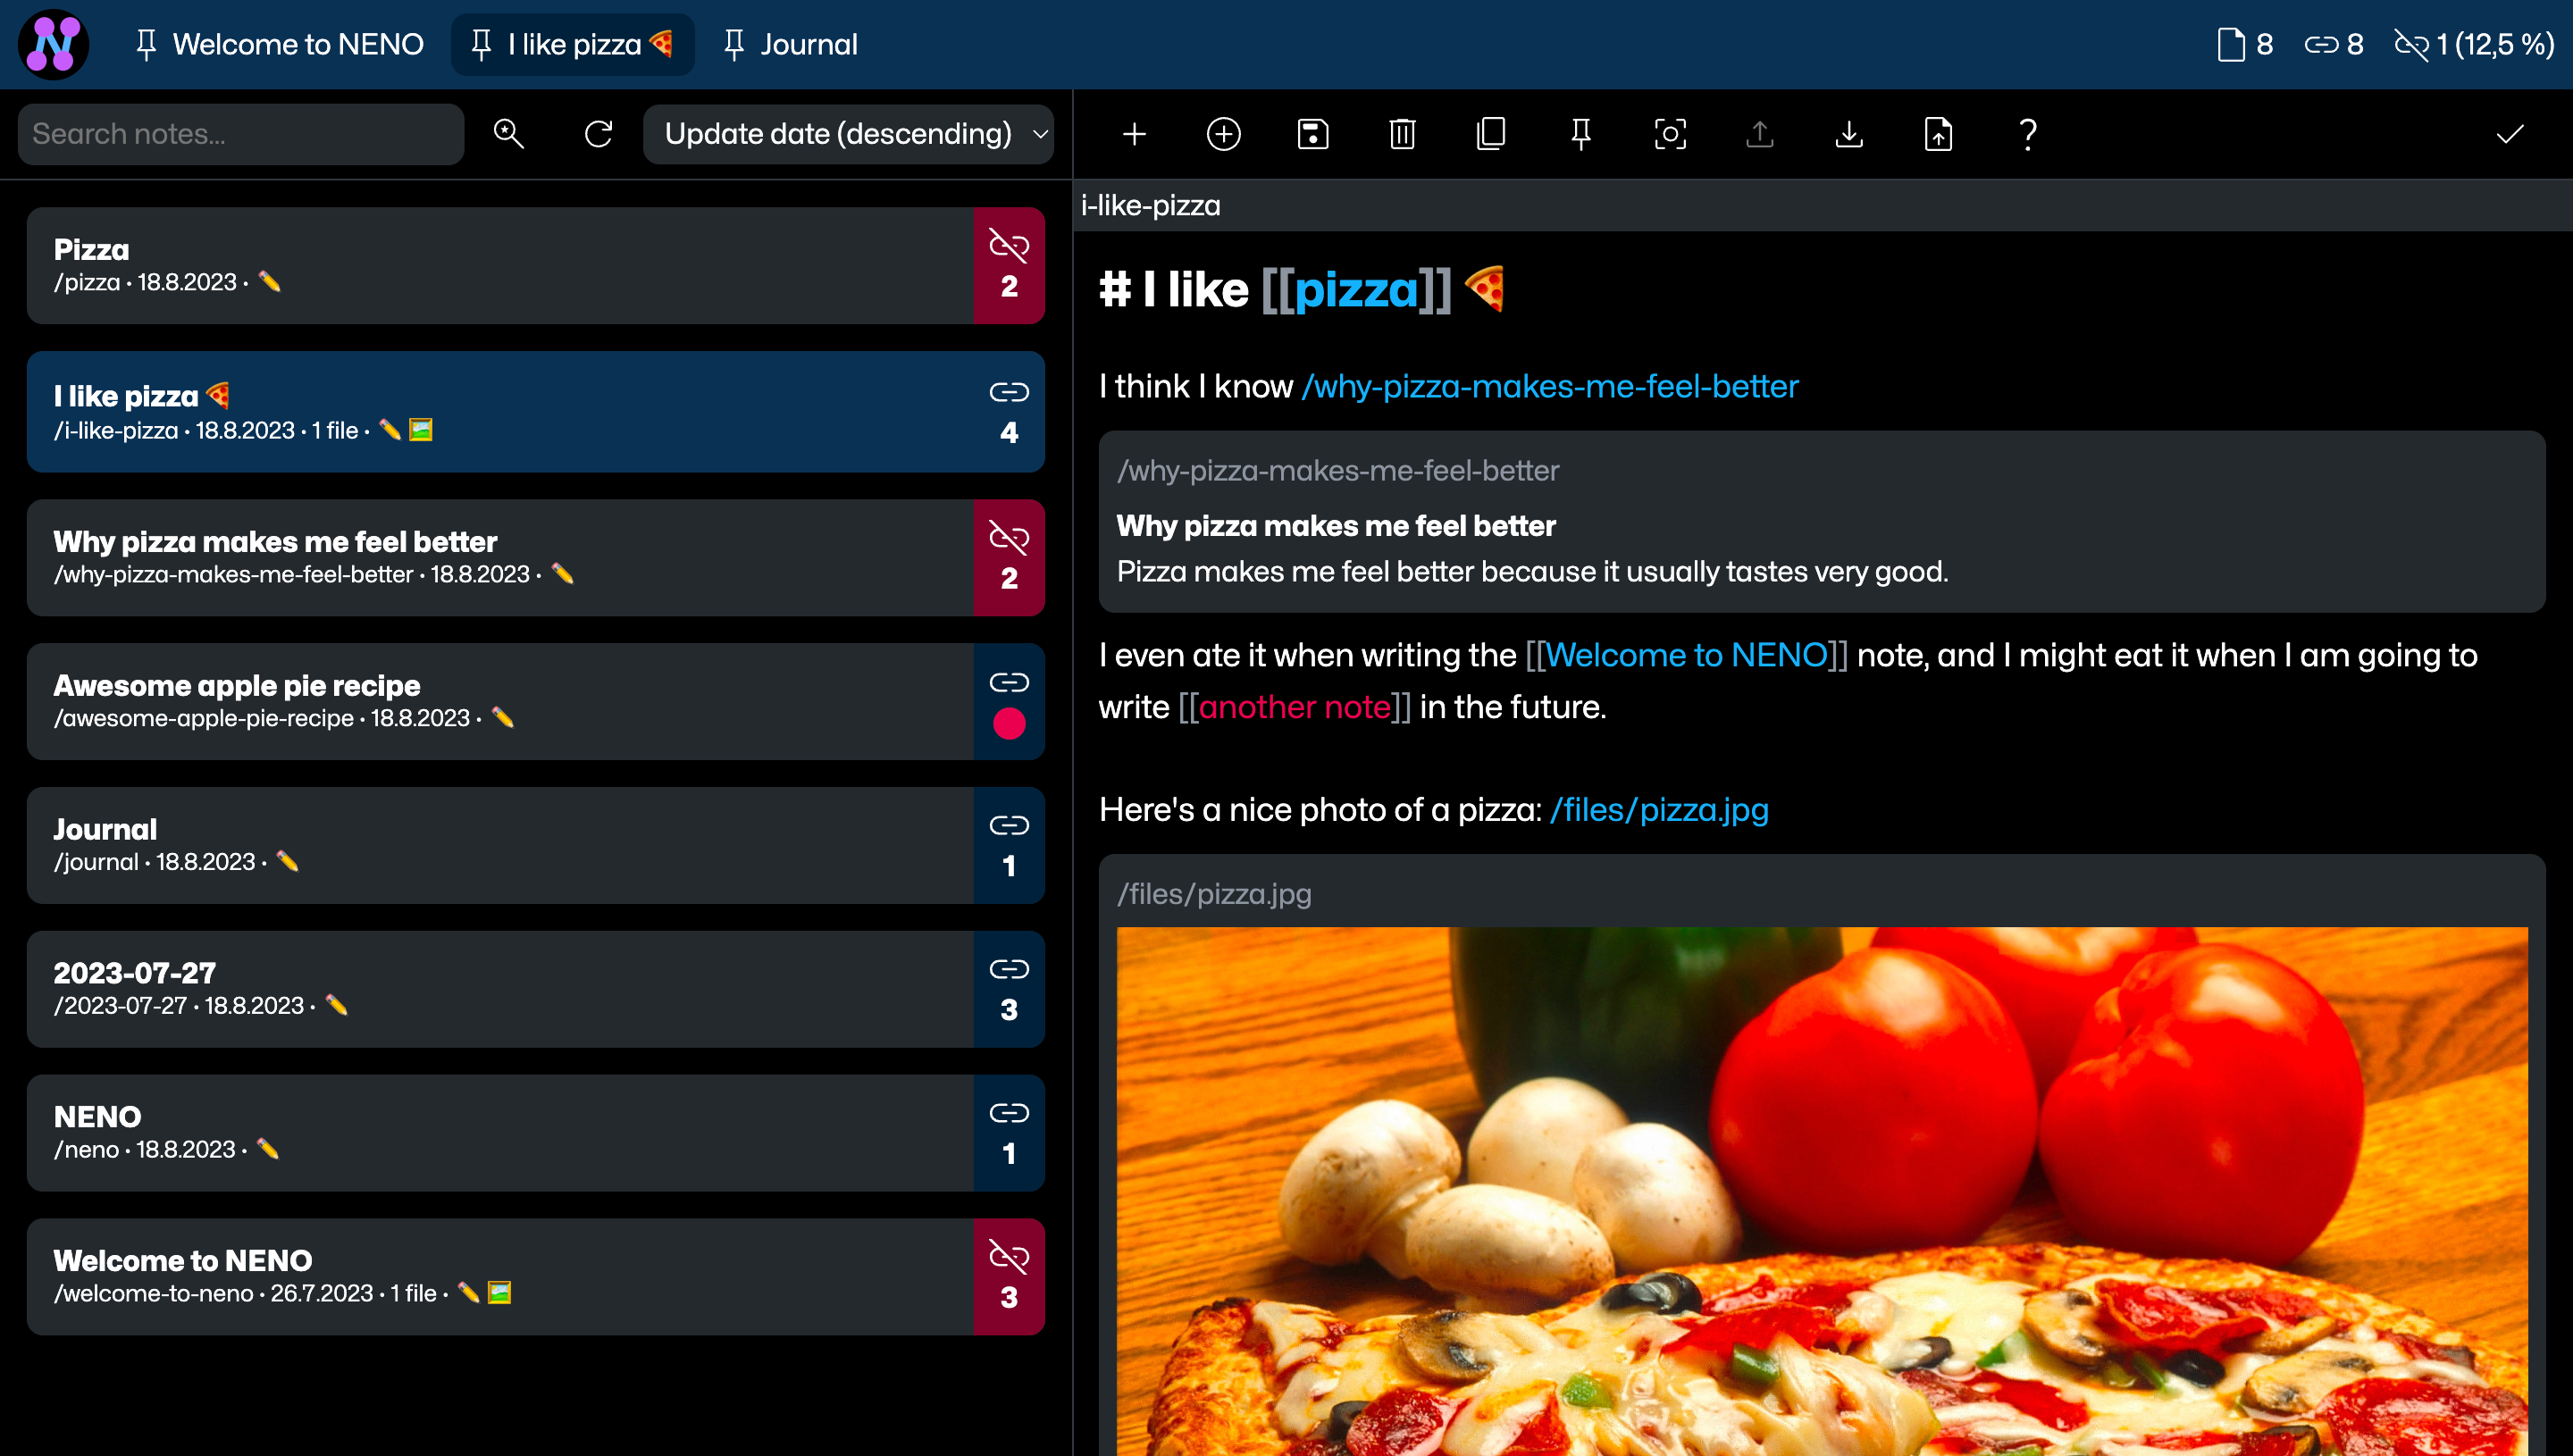 Welcome to NENO
I like pizza 🍕
Journal
8
8
1 (12,5 %)
Search notes...
Update date (descending)
Pizza
/pizza • 18.8.2023 • ✏️
2
I like pizza 🍕
/i-like-pizza • 18.8.2023 • 1 file • ✏️ 🖼️
4
Why pizza makes me feel better
/why-pizza-makes-me-feel-better • 18.8.2023 • ✏️
2
Awesome apple pie recipe
/awesome-apple-pie-recipe • 18.8.2023 • ✏️
Journal
/journal • 18.8.2023 • ✏️
1
2023-07-27
/2023-07-27 • 18.8.2023 • ✏️
3
NENO
/neno • 18.8.2023 • ✏️
1
Welcome to NENO
/welcome-to-neno • 26.7.2023 • 1 file • ✏️ 🖼️
3
i-like-pizza
# I like [[pizza]] 🍕
I think I know /why-pizza-makes-me-feel-better
/why-pizza-makes-me-feel-better
Why pizza makes me feel better
Pizza makes me feel better because it usually tastes very good.
I even ate it when writing the [[Welcome to NENO]] note, and I might eat it when I am going to
write [[another note]] in the future.
Here's a nice photo of a pizza: /files/pizza.jpg
/files/pizza.jpg